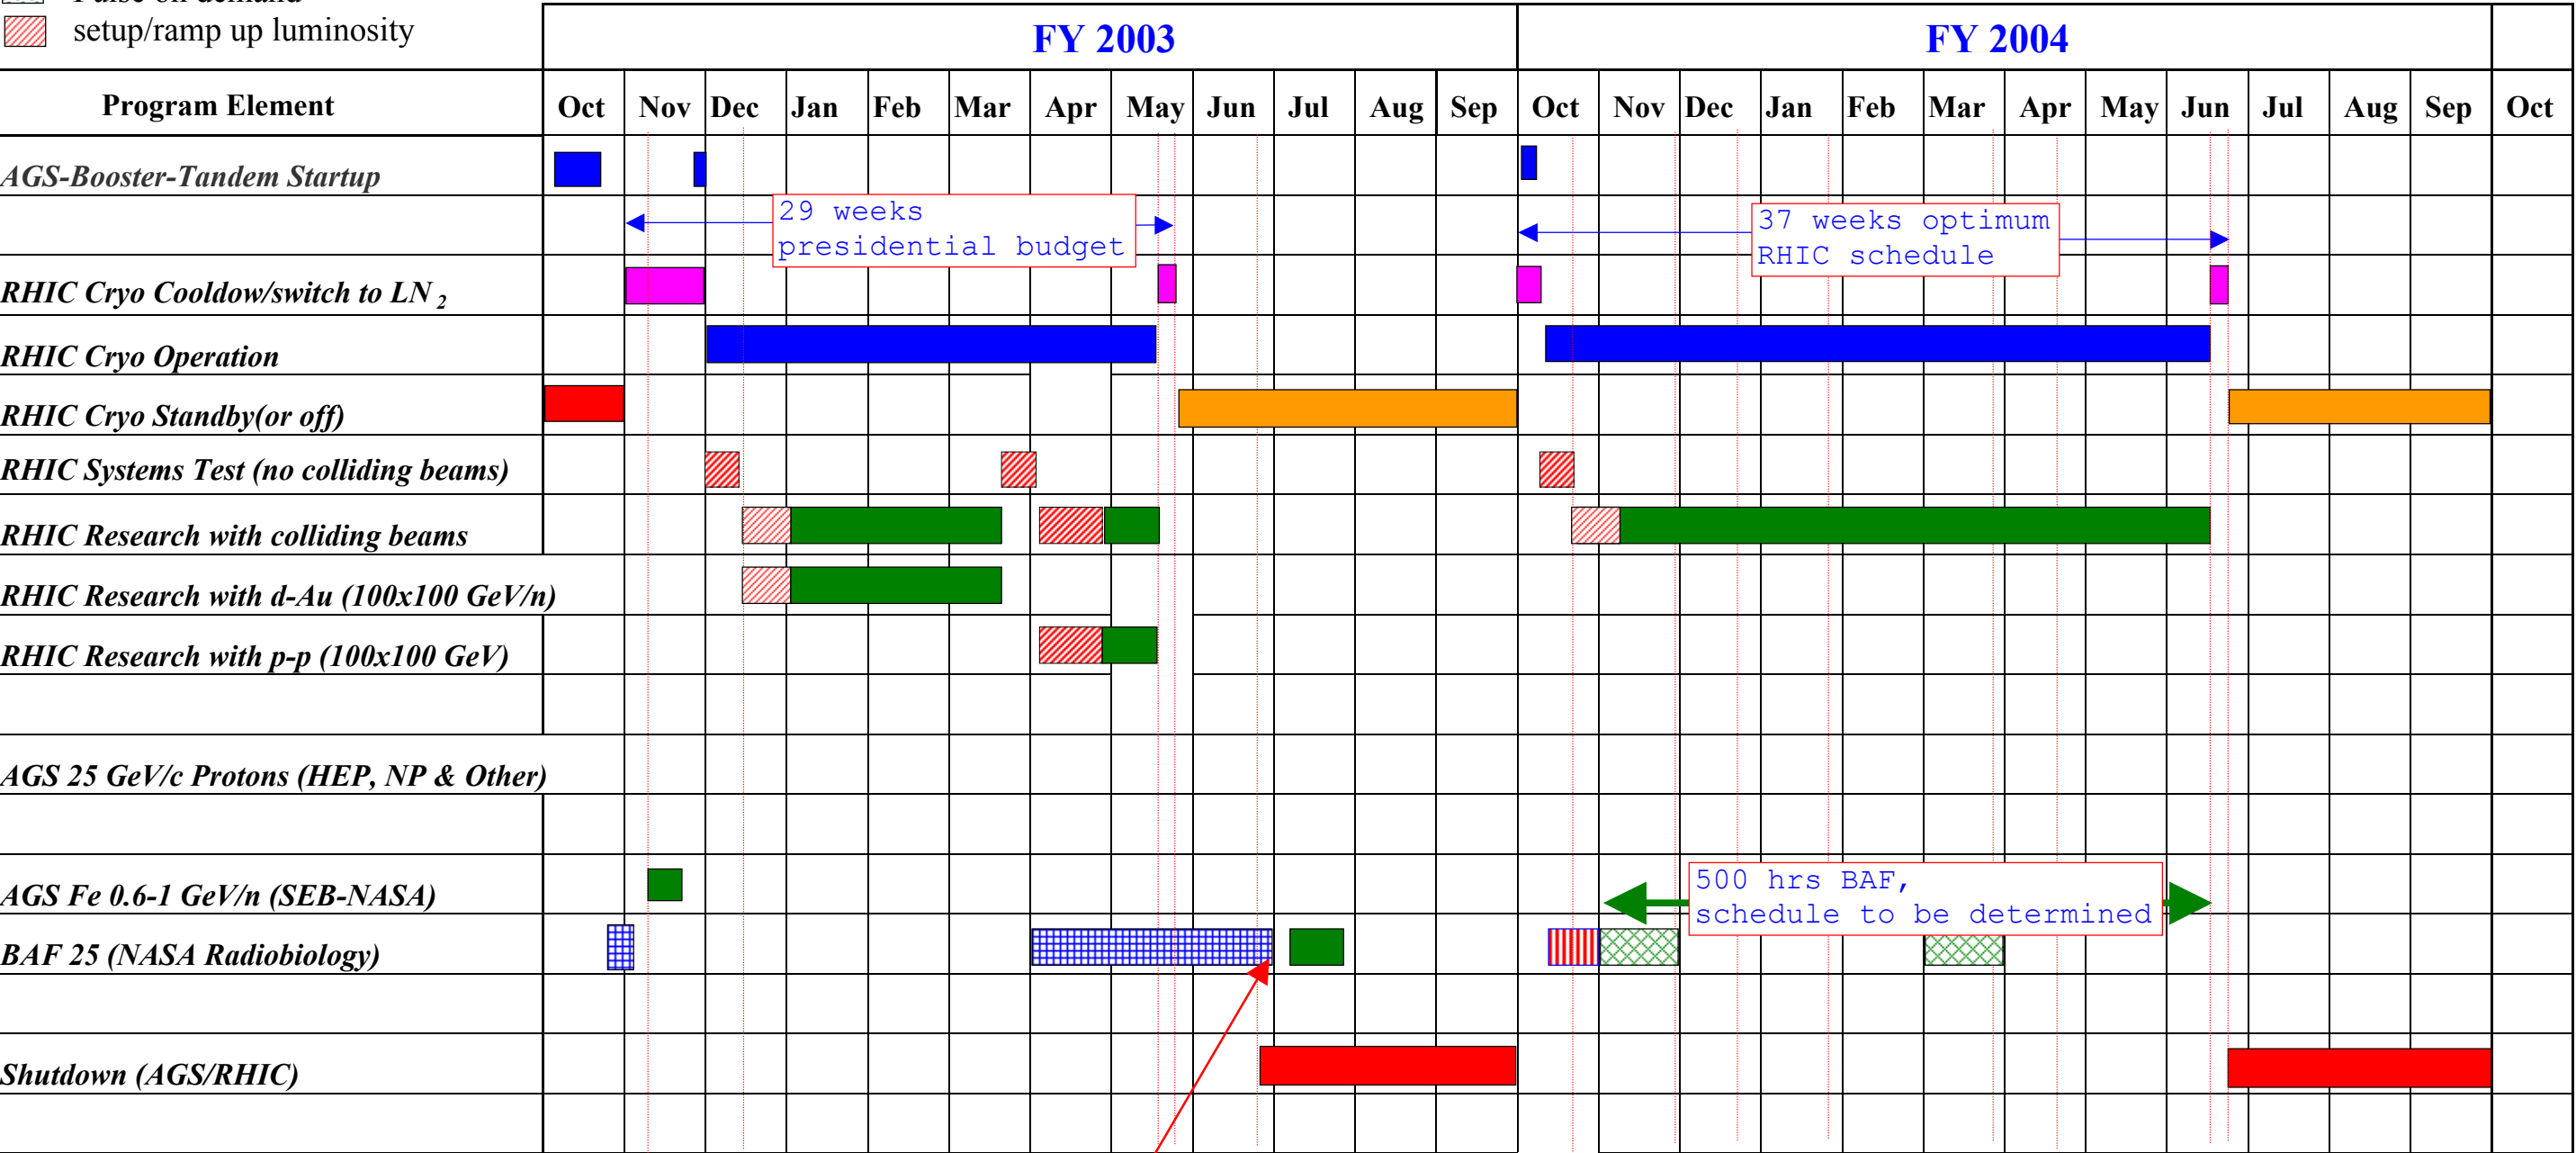 Pulse on demand
setup/ramp up luminosity
FY 2003 FY 2004
Program Element Oct Nov Dec Jan Feb Mar Apr May Jun Jul Aug Sep Oct Nov Dec Jan Feb Mar Apr May Jun Jul Aug Sep Oct
AGS-Booster-Tandem Startup
29 weeks
presidential budget
37 weeks optimum
RHIC schedule
RHIC Cryo Cooldow/switch to LN 2
RHIC Cryo Operation
RHIC Cryo Standby(or off)
RHIC Systems Test (no colliding beams)
RHIC Research with colliding beams
RHIC Research with d-Au (100x100 GeV/n)
RHIC Research with p-p (100x100 GeV)
AGS 25 GeV/c Protons (HEP, NP & Other)
AGS Fe 0.6-1 GeV/n (SEB-NASA)
500 hrs BAF,
schedule to be determined
BAF 25 (NASA Radiobiology)
Shutdown (AGS/RHIC)